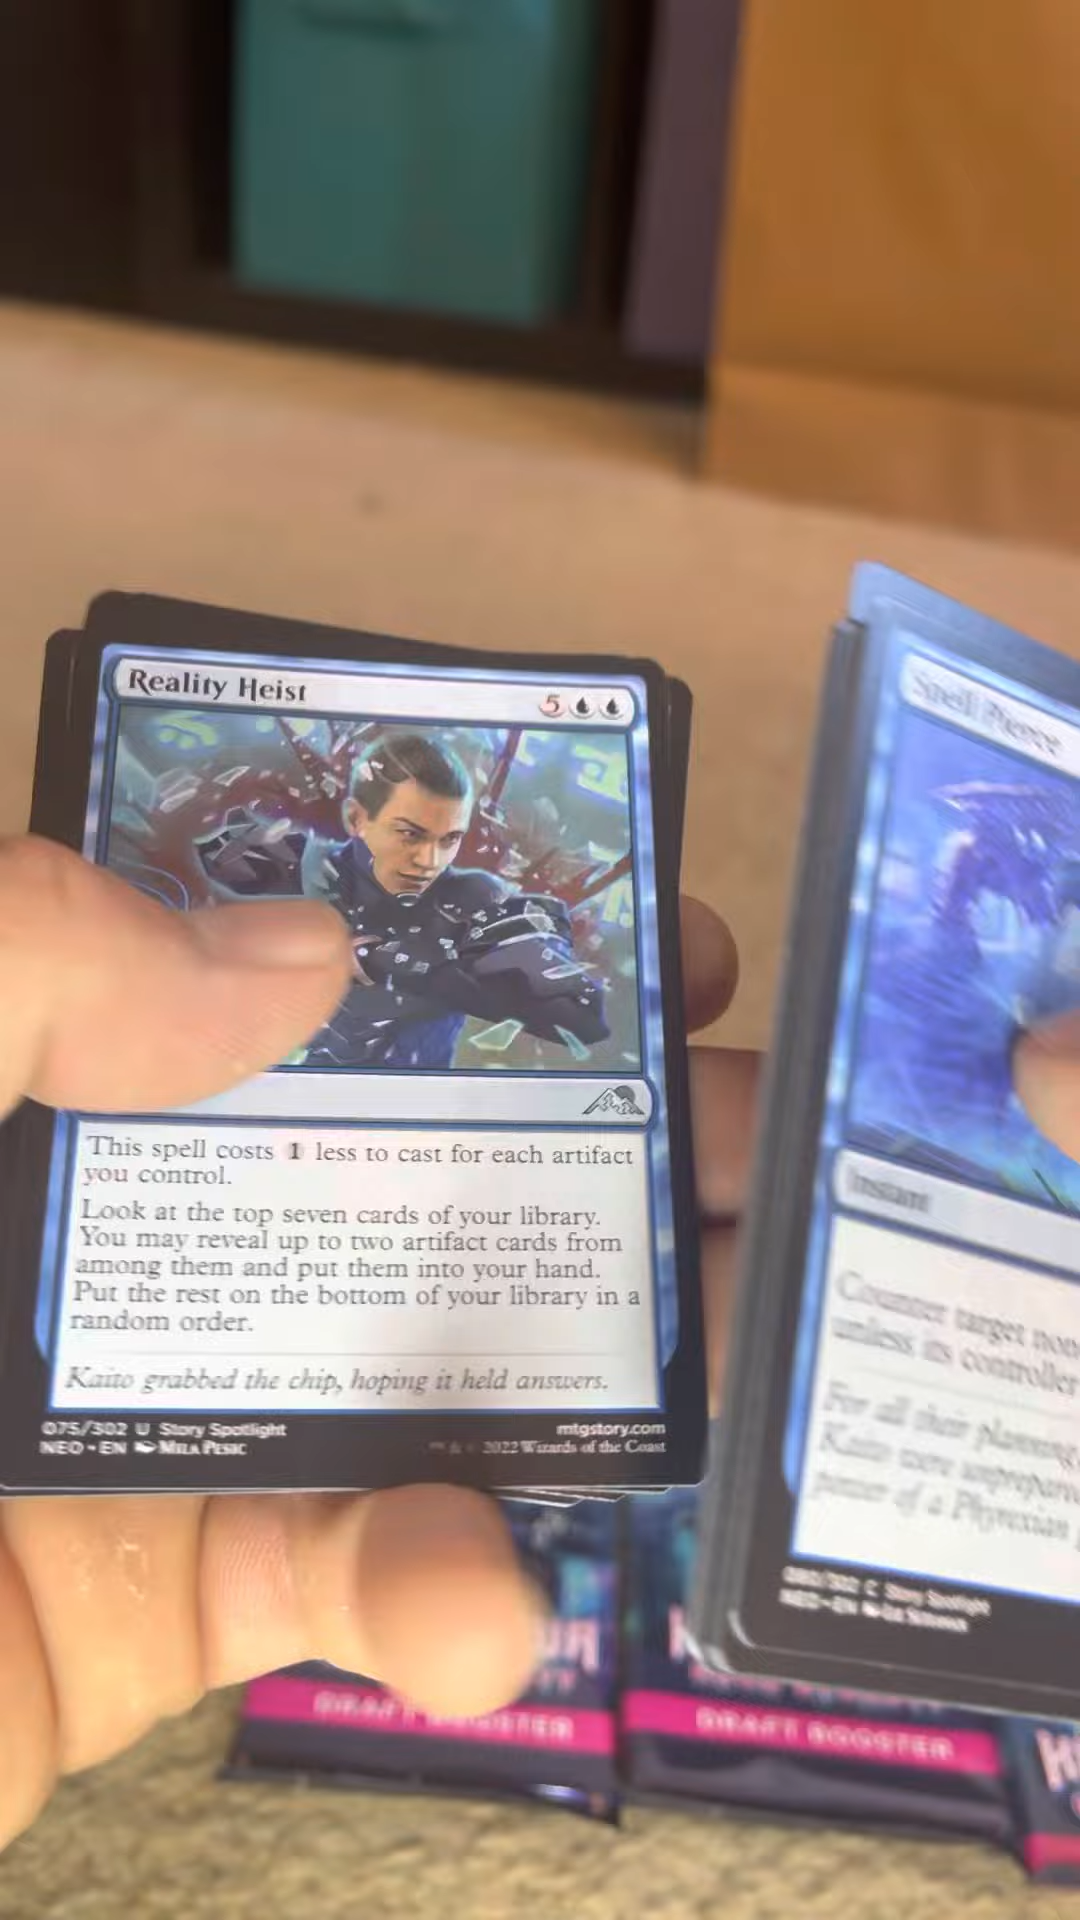 Reality Heist
5
This spell costs 1 less to cast for each artifact
you control.
Look at the top seven cards of your library.
You may reveal up to two artifact cards from
among them and put them into your hand.
Put the rest on the bottom of your library in a
random order.
Kaito grabbed the chip, hoping it held answers.
075/302 U Story Spotlight
NEO • EN Mila Pesic
mtgstory.com
2022 Wizards of the Coast
Spell Pierce
Instant
Counter target non
unless its controller
For all their planning,
Kaito were unprepare
power of a Phyrexian
080/302 C Story Spotlight
NEO • EN
DRAFT BOOSTER
DRAFT BOOSTER